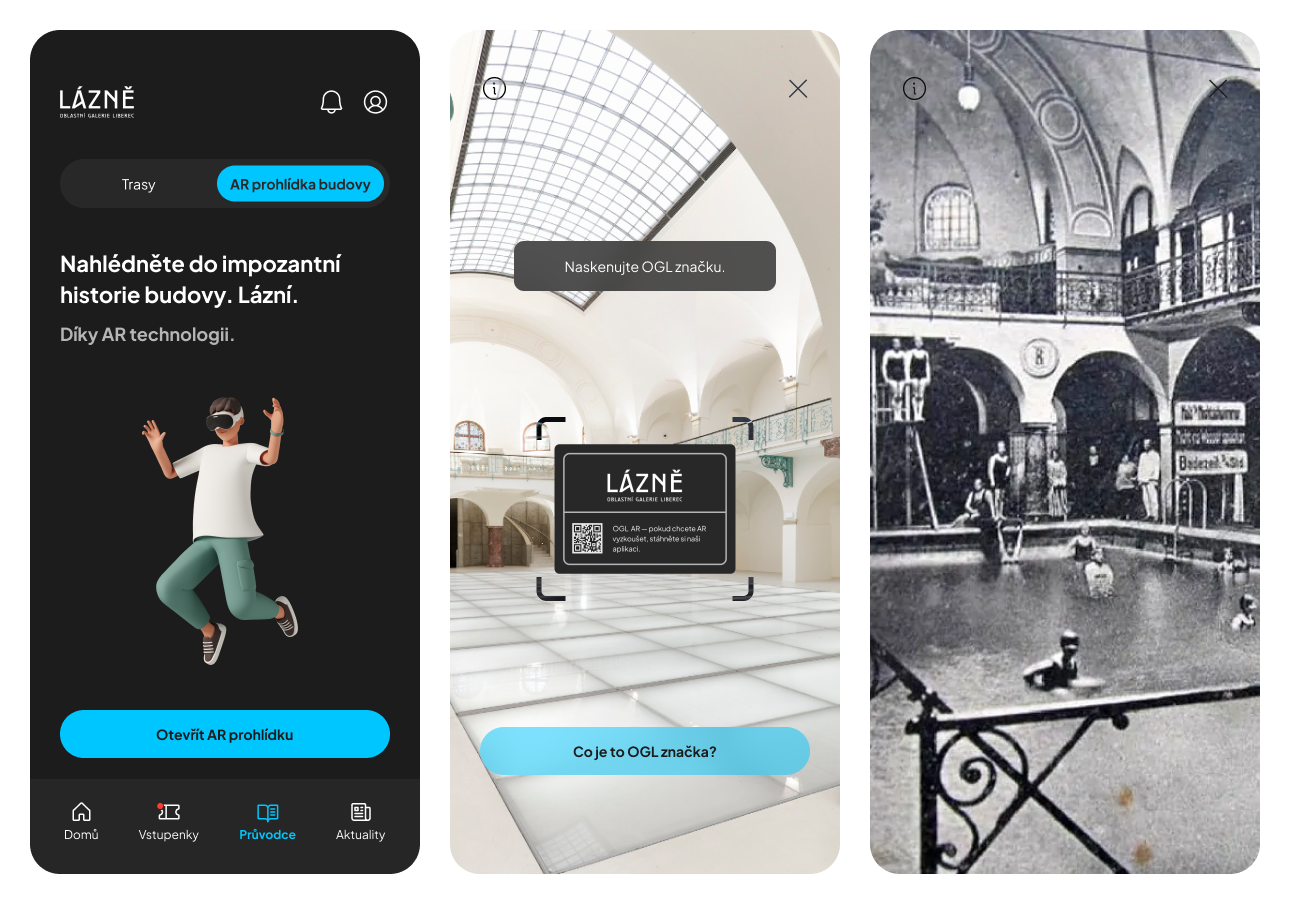 LÁZNĚ
OBLASTNÍ GALERIE LIBEREC
Trasy
AR prohlídka budovy
Nahlédněte do impozantní
historie budovy. Lázní.
Díky AR technologii.
Otevřít AR prohlídku
Domů
Vstupenky
Průvodce
Aktuality
Naskenujte OGL značku.
LÁZNĚ
OBLASTNÍ GALERIE LIBEREC
OGL AR — pokud chcete AR
vyzkoušet, stáhněte si naši
aplikaci.
Co je to OGL značka?